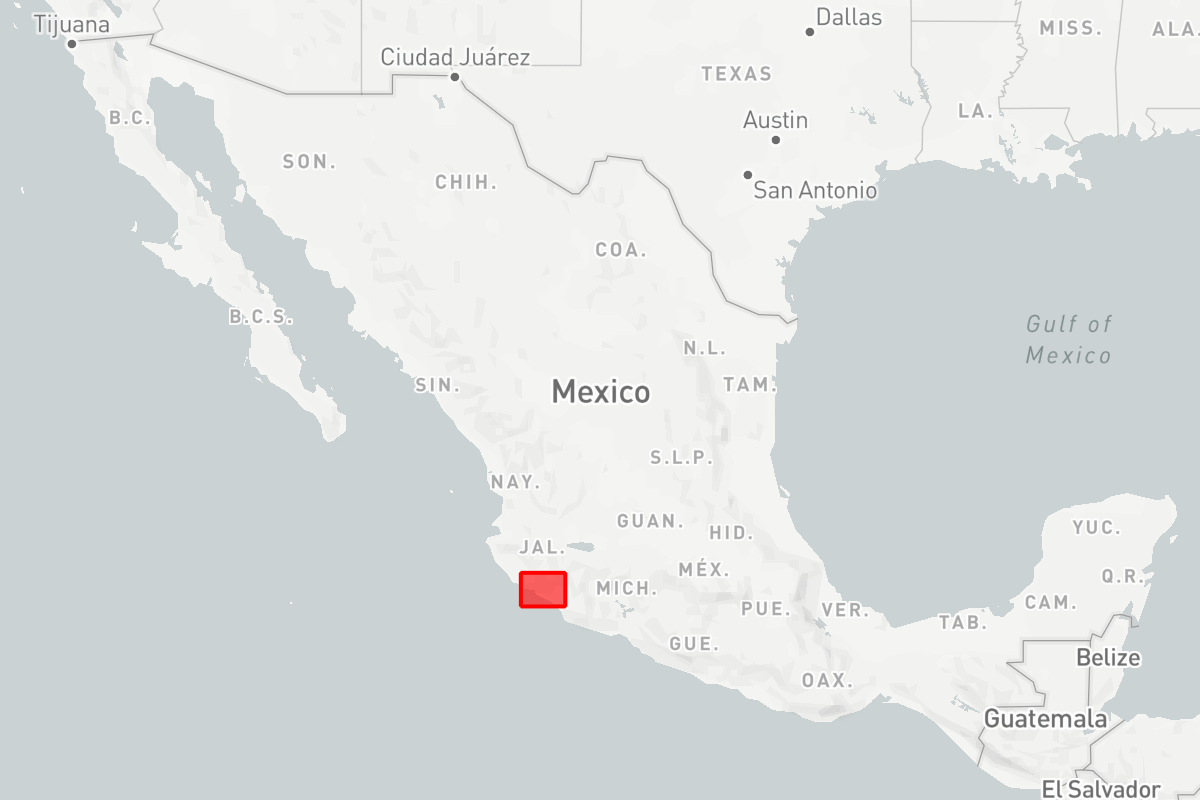 Tijuana
Dallas
MISS.
ALA.
Ciudad Juárez
TEXAS
B.C.
LA.
Austin
SON.
CHIH.
San Antonio
COA.
B.C.S.
Gulf of
Mexico
N.L.
SIN.
Mexico
TAM.
S.L.P.
NAY.
GUAN.
HID.
YUC.
JAL.
MÉX.
Q.R.
MICH.
CAM.
PUE.
VER.
TAB.
GUE.
Belize
OAX.
Guatemala
El Salvador